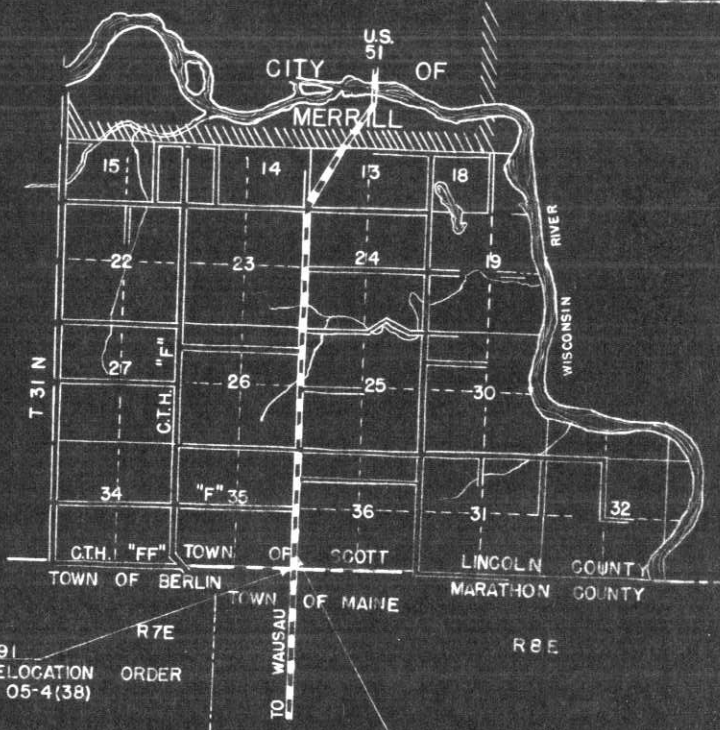 U.S.
51
CITY OF
MERRILL
15 14 13 18
22 23 24 19
RIVER
WISCONSIN
T 31 N
27 "F" 26 25 30
C.T.H.
34 "F" 35 36 31 32
C.T.H. "FF" TOWN OF SCOTT LINCOLN COUNTY
TOWN OF BERLIN TOWN OF MAINE MARATHON COUNTY
R7E R8E
TO WAUSAU
91
ELOCATION ORDER
05-4(38)